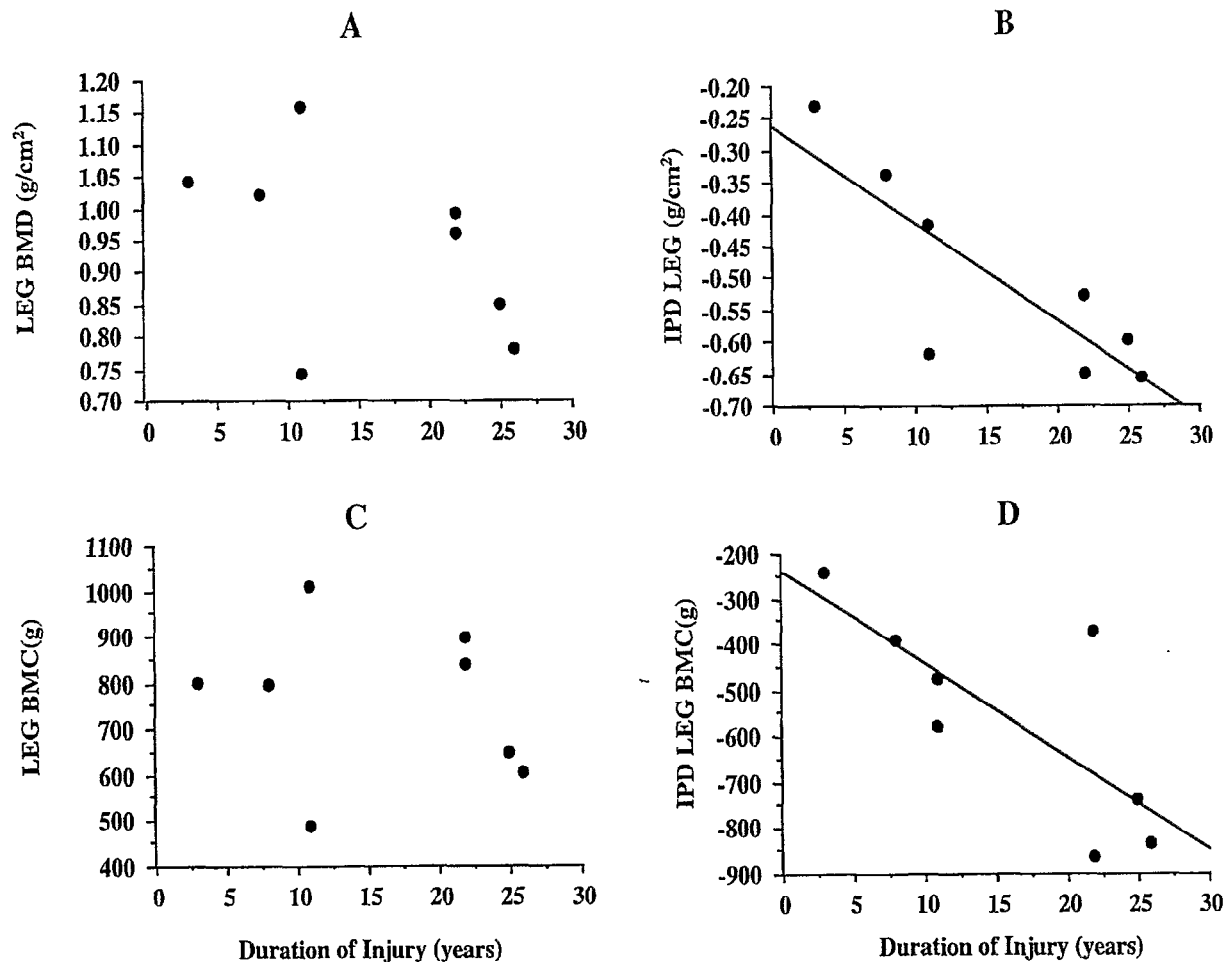 A
LEG BMD (g/cm²)
1.20
1.15
1.10
1.05
1.00
0.95
0.90
0.85
0.80
0.75
0.70
0 5 10 15 20 25 30
B
IPD LEG (g/cm²)
-0.20
-0.25
-0.30
-0.35
-0.40
-0.45
-0.50
-0.55
-0.60
-0.65
-0.70
0 5 10 15 20 25 30
C
LEG BMC(g)
1100
1000
900
800
700
600
500
400
0 5 10 15 20 25 30
Duration of Injury (years)
D
IPD LEG BMC(g)
-200
-300
-400
-500
-600
-700
-800
-900
0 5 10 15 20 25 30
Duration of Injury (years)